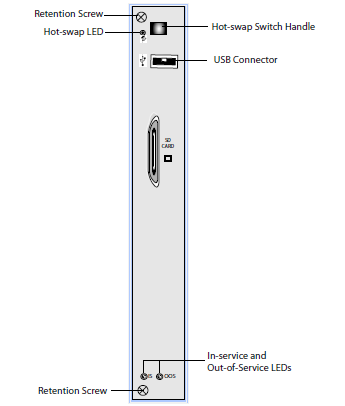 Retention Screw
Hot-swap LED
Hot-swap Switch Handle
USB Connector
SD
CARD
In-service and
Out-of-Service LEDs
IS OOS
Retention Screw